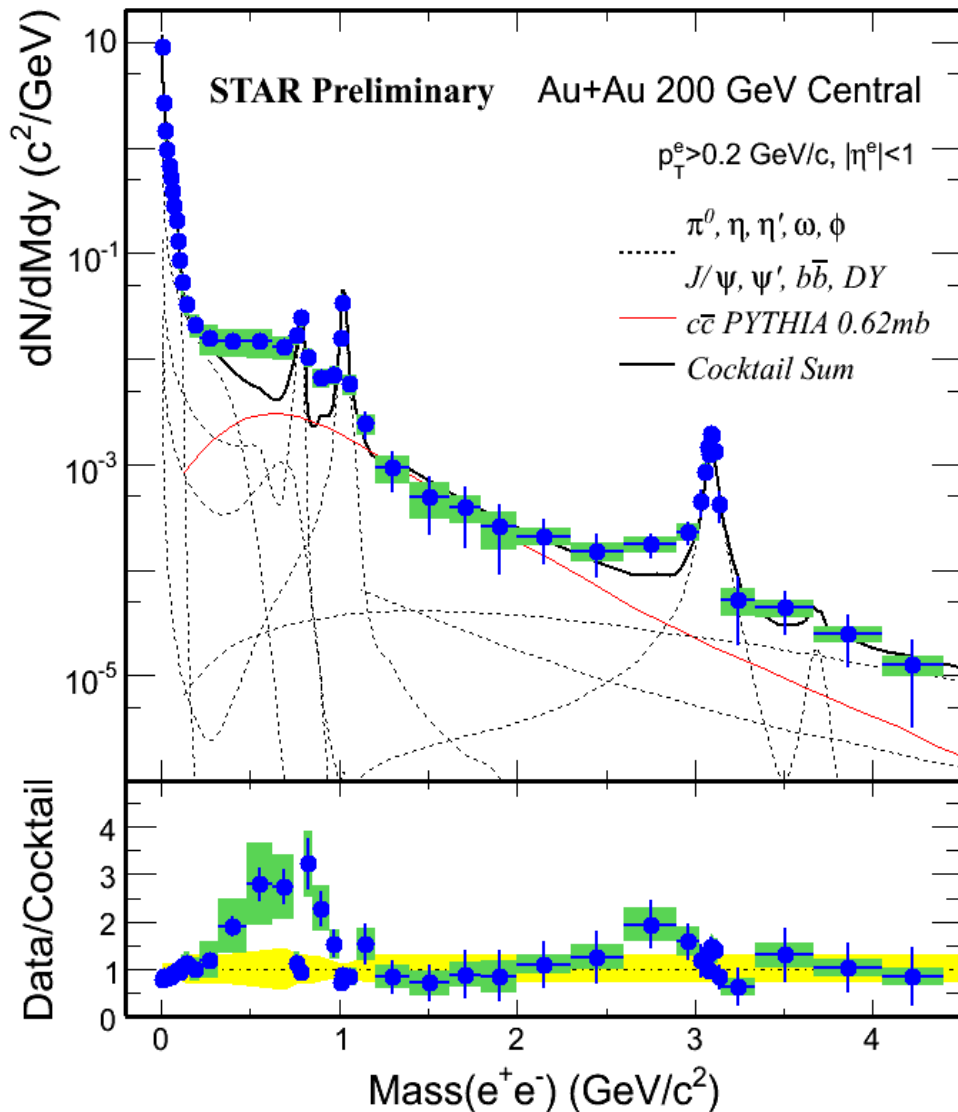 STAR Preliminary Au+Au 200 GeV Central
p_T^e>0.2 GeV/c, |η^e|<1
π^0, η, η′, ω, ϕ
J/ψ, ψ′, bb̅, DY
cc̅ PYTHIA 0.62mb
Cocktail Sum
dN/dMdy (c^2/GeV)
10
10^-1
10^-3
10^-5
Data/Cocktail
4
3
2
1
0
0 1 2 3 4
Mass(e^+e^-) (GeV/c^2)